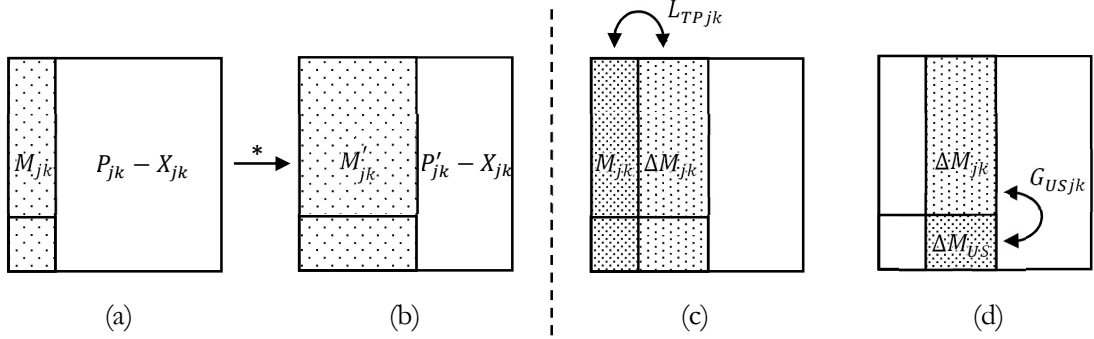 L_{TPjk}
M_{jk}
P_{jk} − X_{jk}
*
M'_{jk}
P'_{jk} − X_{jk}
M_{jk}
ΔM_{jk}
ΔM_{jk}
G_{USjk}
ΔM_{US}
(a)
(b)
(c)
(d)